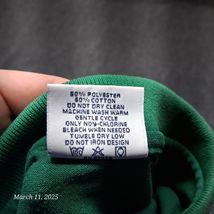 50% POLYESTER
50% COTTON
DO NOT DRY CLEAN
MACHINE WASH WARM
GENTLE CYCLE
ONLY NON-CHLORINE
BLEACH WHEN NEEDED
TUMBLE DRY LOW
DO NOT IRON DESIGN
March 11, 2025